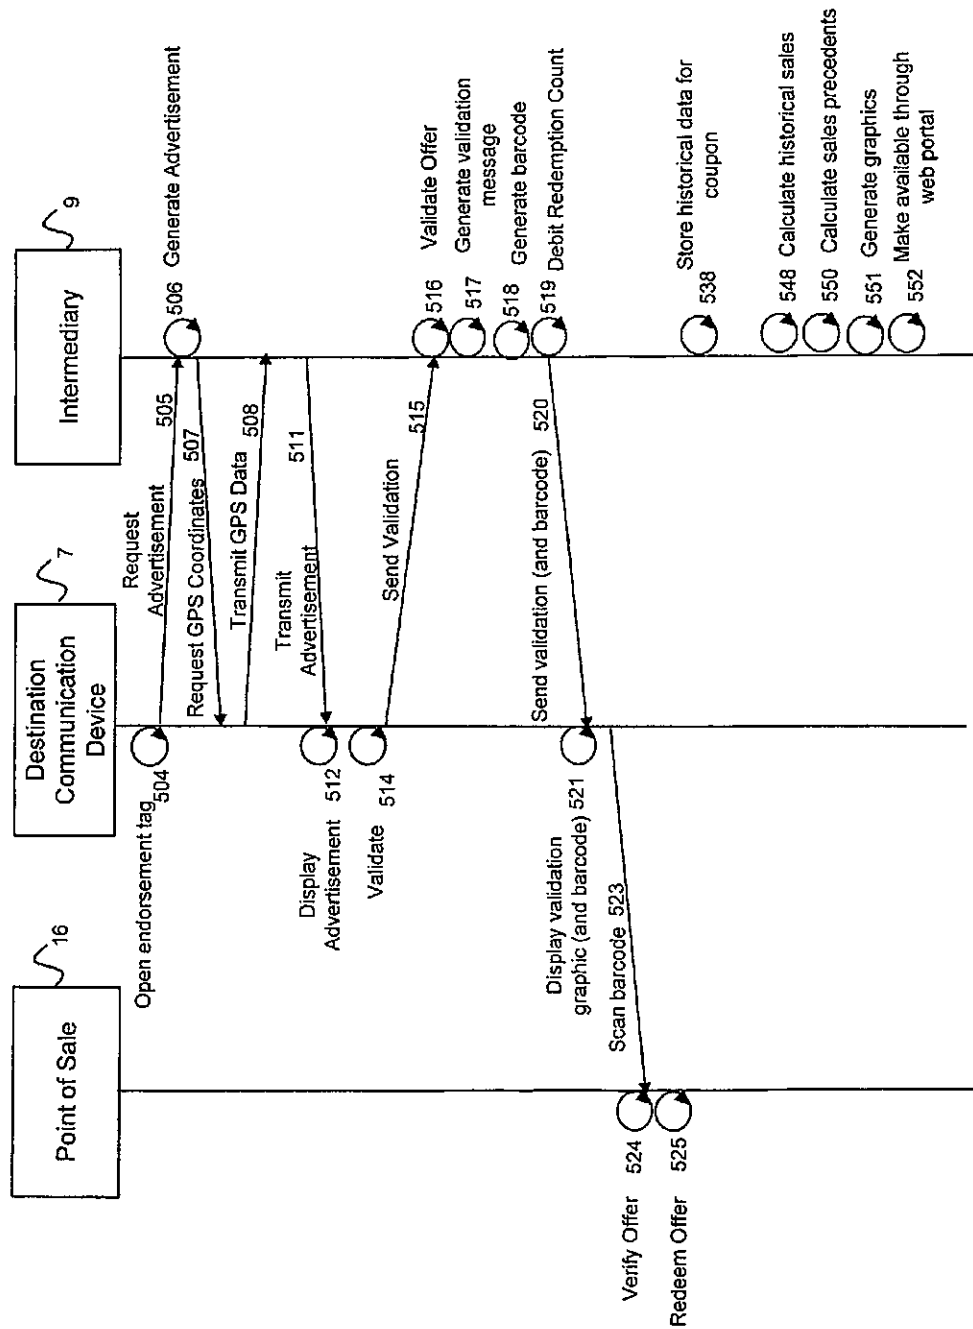 Point of Sale
16
Destination
Communication
Device
7
Intermediary
9
Open endorsement tag
504
Request
Advertisement
505
506
Generate Advertisement
Request GPS Coordinates
507
Transmit GPS Data
508
Transmit
Advertisement
511
Display
Advertisement
512
Validate
514
Send Validation
515
516
Validate Offer
517
Generate validation
message
518
Generate barcode
519
Debit Redemption Count
Send validation (and barcode)
520
Display validation
graphic (and barcode)
521
Scan barcode
523
Verify Offer
524
Redeem Offer
525
538
Store historical data for
coupon
548
Calculate historical sales
550
Calculate sales precedents
551
Generate graphics
552
Make available through
web portal